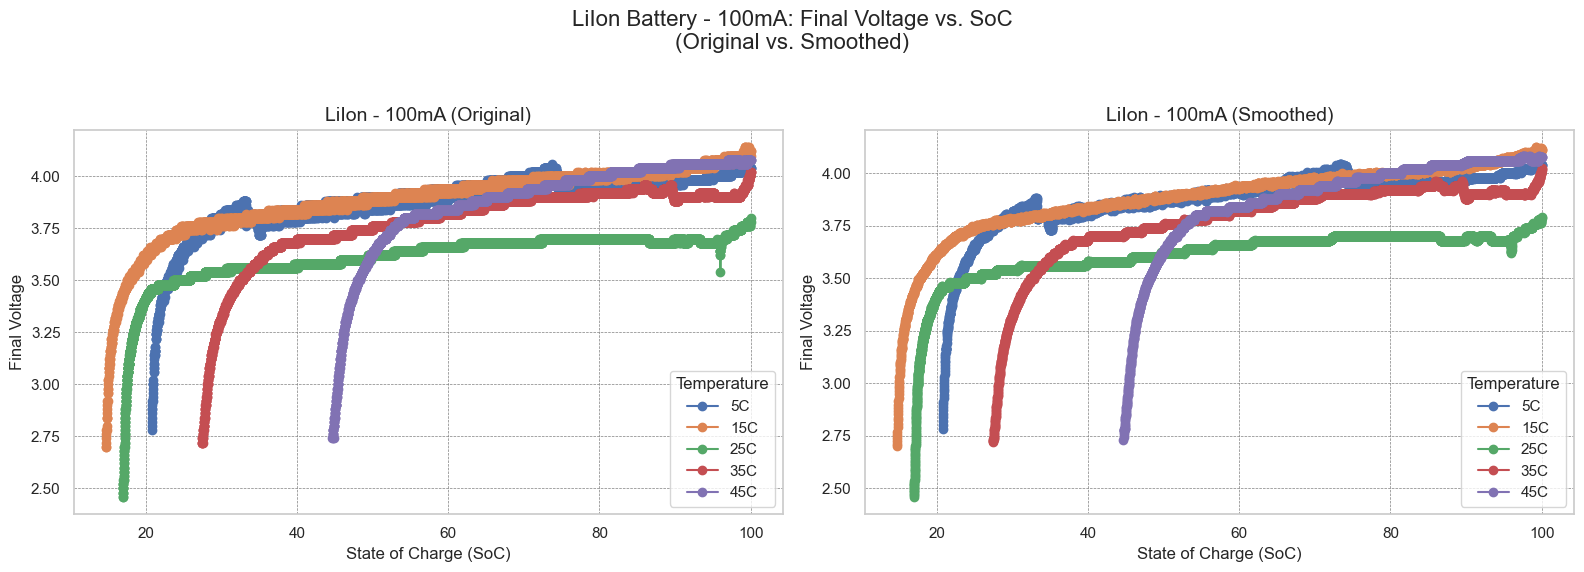 LiIon Battery - 100mA: Final Voltage vs. SoC
(Original vs. Smoothed)
LiIon - 100mA (Original)
Final Voltage
4.00
3.75
3.50
3.25
3.00
2.75
2.50
20
40
60
80
100
State of Charge (SoC)
Temperature
5C
15C
25C
35C
45C
LiIon - 100mA (Smoothed)
Final Voltage
4.00
3.75
3.50
3.25
3.00
2.75
2.50
20
40
60
80
100
State of Charge (SoC)
Temperature
5C
15C
25C
35C
45C